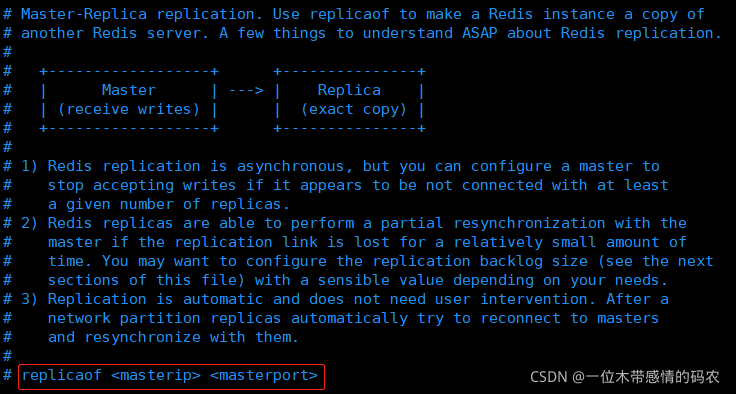 # Master-Replica replication. Use replicaof to make a Redis instance a copy of
# another Redis server. A few things to understand ASAP about Redis replication.
#
#   +------------------+      +---------------+
#   |      Master      | ---> |    Replica    |
#   | (receive writes) |      |  (exact copy) |
#   +------------------+      +---------------+
#
# 1) Redis replication is asynchronous, but you can configure a master to
#    stop accepting writes if it appears to be not connected with at least
#    a given number of replicas.
# 2) Redis replicas are able to perform a partial resynchronization with the
#    master if the replication link is lost for a relatively small amount of
#    time. You may want to configure the replication backlog size (see the next
#    sections of this file) with a sensible value depending on your needs.
# 3) Replication is automatic and does not need user intervention. After a
#    network partition replicas automatically try to reconnect to masters
#    and resynchronize with them.
#
# replicaof <masterip> <masterport>
CSDN @一位木带感情的码农